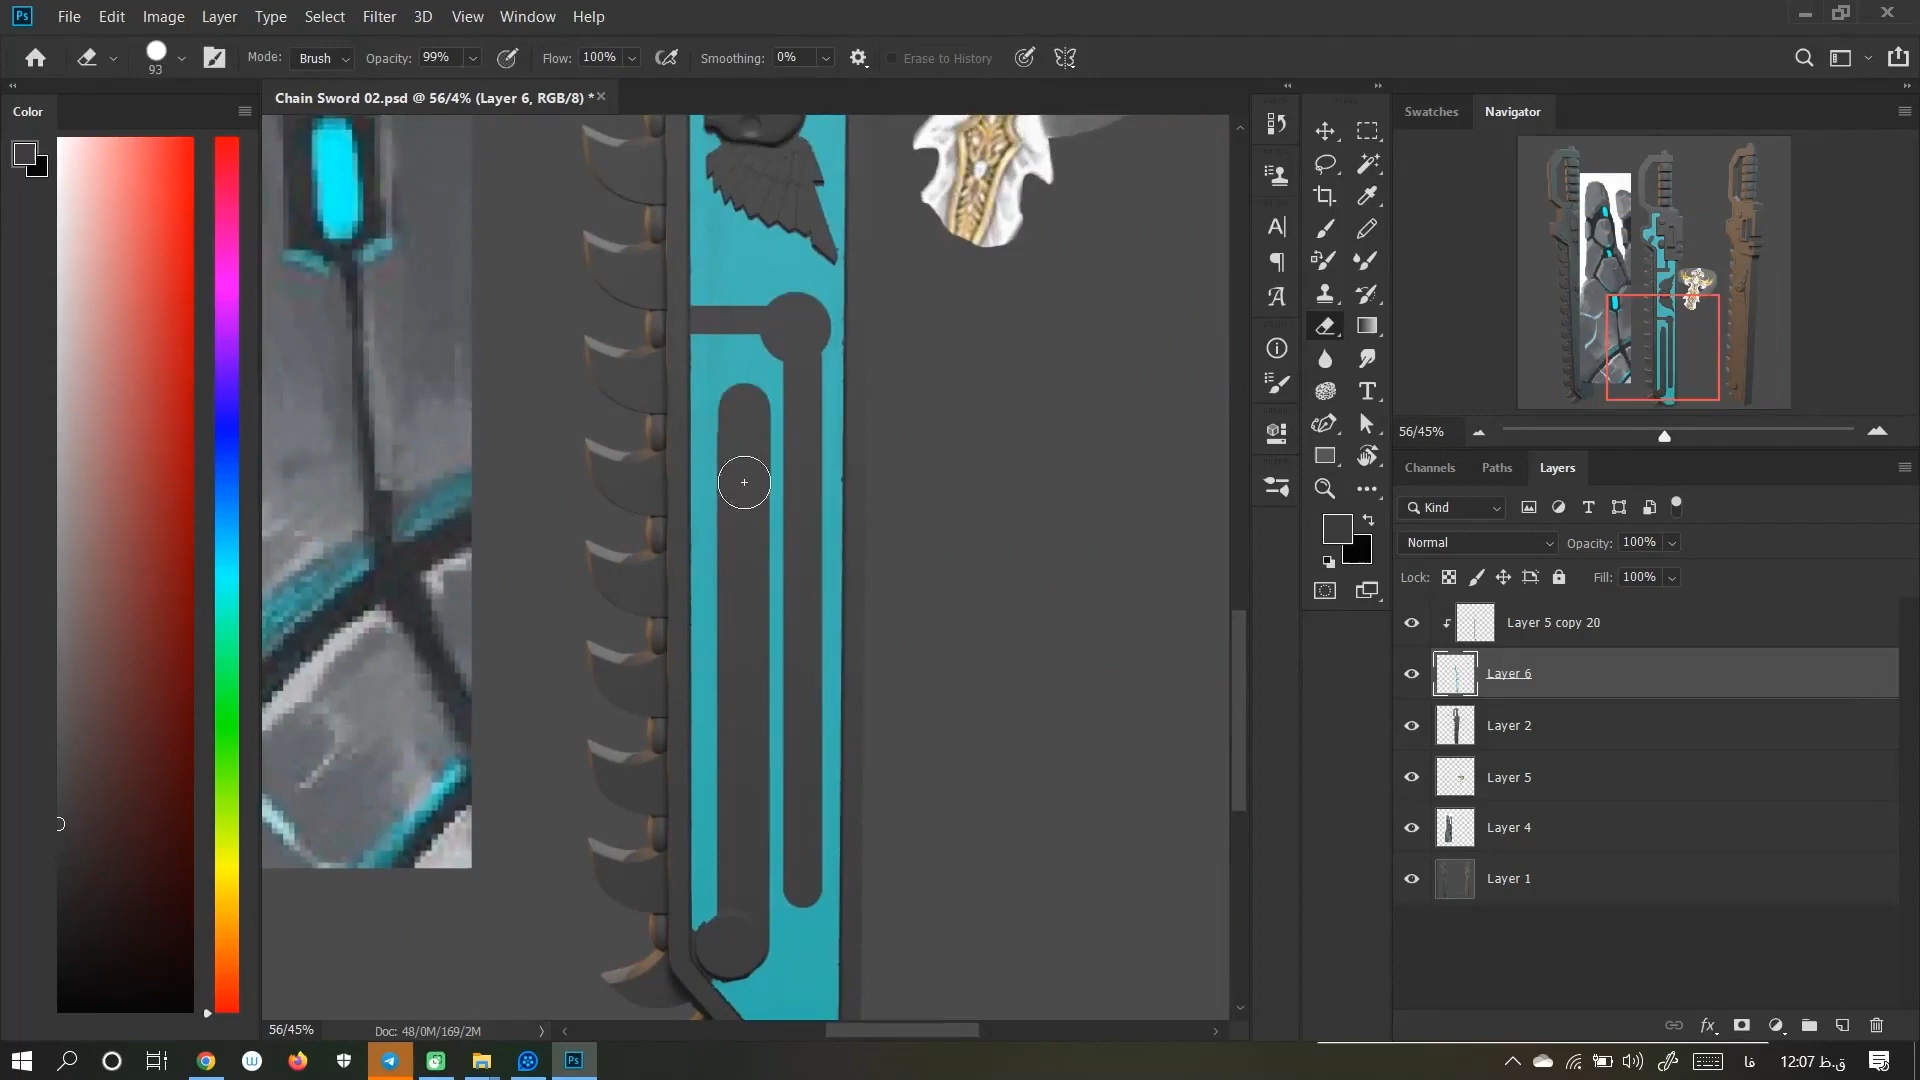 Ps File Edit Image Layer Type Select Filter 3D View Window Help
93 Mode: Brush Opacity: 99% Flow: 100% Smoothing: 0% Erase to History
Color
Chain Sword 02.psd @ 56/4% (Layer 6, RGB/8) *
Swatches Navigator
56/45%
Channels Paths Layers
Kind
Normal Opacity: 100%
Lock: Fill: 100%
Layer 5 copy 20
Layer 6
Layer 2
Layer 5
Layer 4
Layer 1
fx
56/45% Doc: 48/0M/169/2M
Ps فا 12:07 ق.ظ